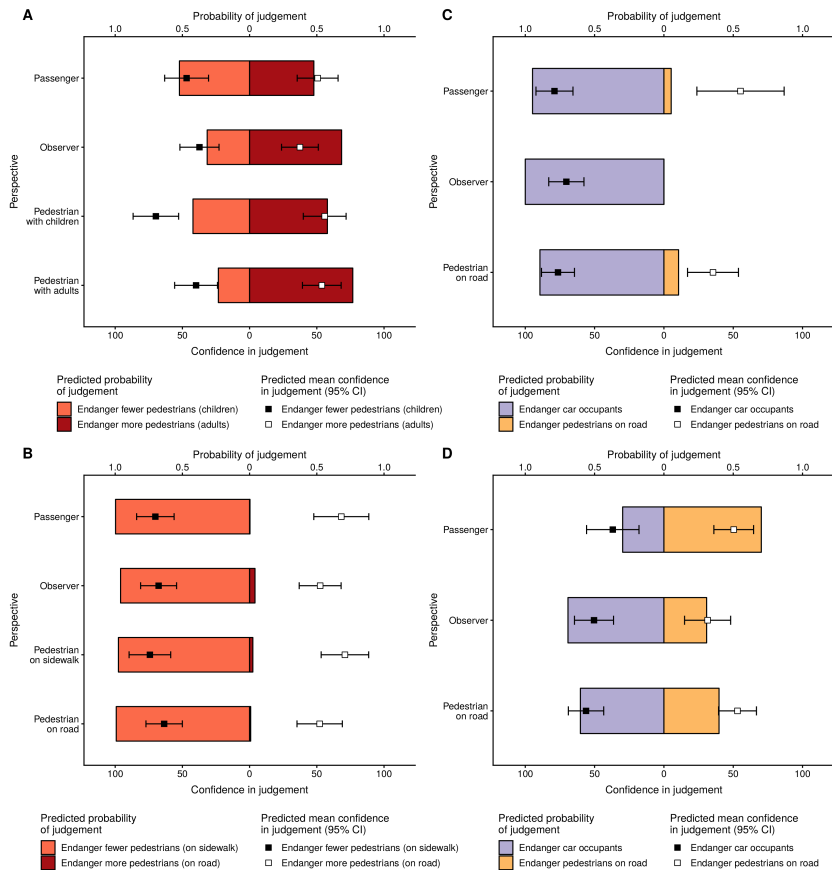 A
Probability of judgement
1.0 0.5 0 0.5 1.0
Perspective
Passenger
Observer
Pedestrian
with children
Pedestrian
with adults
100 50 0 50 100
Confidence in judgement
Predicted probability
of judgement
Endanger fewer pedestrians (children)
Endanger more pedestrians (adults)
Predicted mean confidence
in judgement (95% CI)
Endanger fewer pedestrians (children)
Endanger more pedestrians (adults)
B
Probability of judgement
1.0 0.5 0 0.5 1.0
Perspective
Passenger
Observer
Pedestrian
on sidewalk
Pedestrian
on road
100 50 0 50 100
Confidence in judgement
Predicted probability
of judgement
Endanger fewer pedestrians (on sidewalk)
Endanger more pedestrians (on road)
Predicted mean confidence
in judgement (95% CI)
Endanger fewer pedestrians (on sidewalk)
Endanger more pedestrians (on road)
C
Probability of judgement
1.0 0.5 0 0.5 1.0
Perspective
Passenger
Observer
Pedestrian
on road
100 50 0 50 100
Confidence in judgement
Predicted probability
of judgement
Endanger car occupants
Endanger pedestrians on road
Predicted mean confidence
in judgement (95% CI)
Endanger car occupants
Endanger pedestrians on road
D
Probability of judgement
1.0 0.5 0 0.5 1.0
Perspective
Passenger
Observer
Pedestrian
on road
100 50 0 50 100
Confidence in judgement
Predicted probability
of judgement
Endanger car occupants
Endanger pedestrians on road
Predicted mean confidence
in judgement (95% CI)
Endanger car occupants
Endanger pedestrians on road